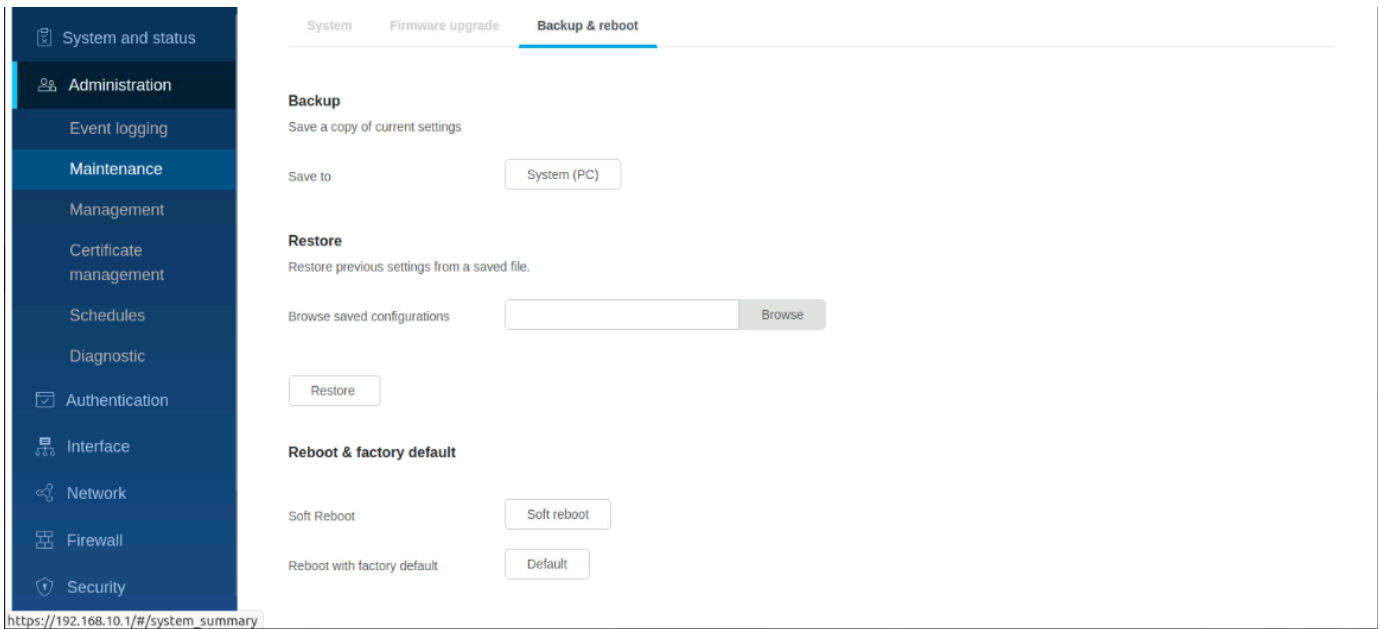 System and status
Administration
Event logging
Maintenance
Management
Certificate
management
Schedules
Diagnostic
Authentication
Interface
Network
Firewall
Security
https://192.168.10.1/#/system_summary
System Firmware upgrade Backup & reboot
Backup
Save a copy of current settings
Save to System (PC)
Restore
Restore previous settings from a saved file.
Browse saved configurations Browse
Restore
Reboot & factory default
Soft Reboot Soft reboot
Reboot with factory default Default